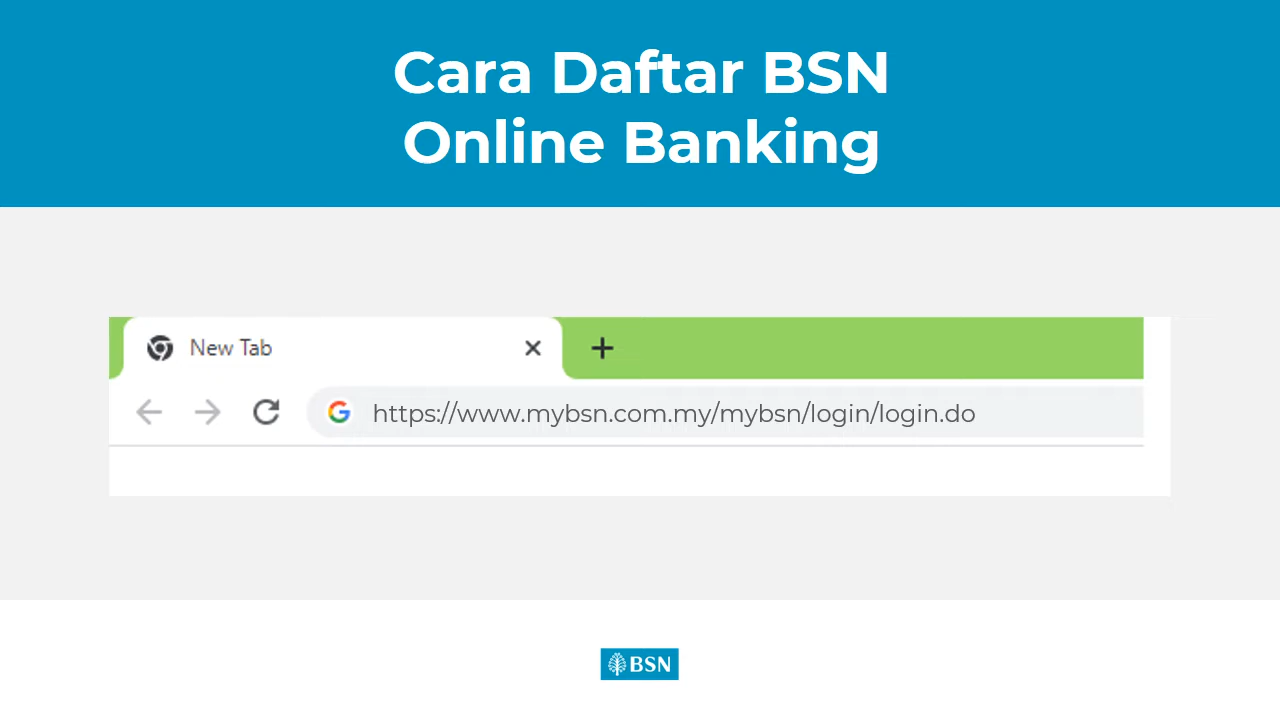 Cara Daftar BSN
Online Banking
New Tab
https://www.mybsn.com.my/mybsn/login/login.do
BSN